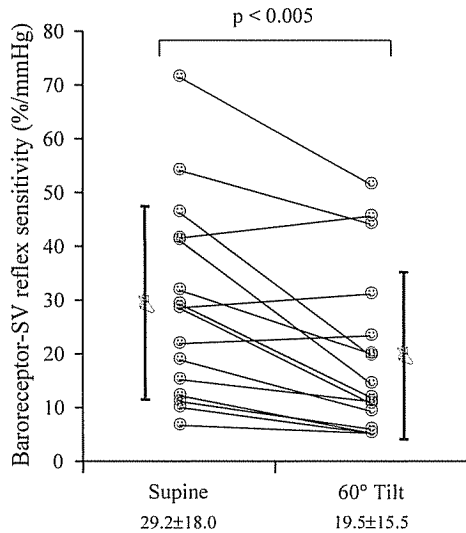 p < 0.005
Baroreceptor-SV reflex sensitivity (%/mmHg)
80
70
60
50
40
30
20
10
0
Supine
60° Tilt
29.2±18.0
19.5±15.5